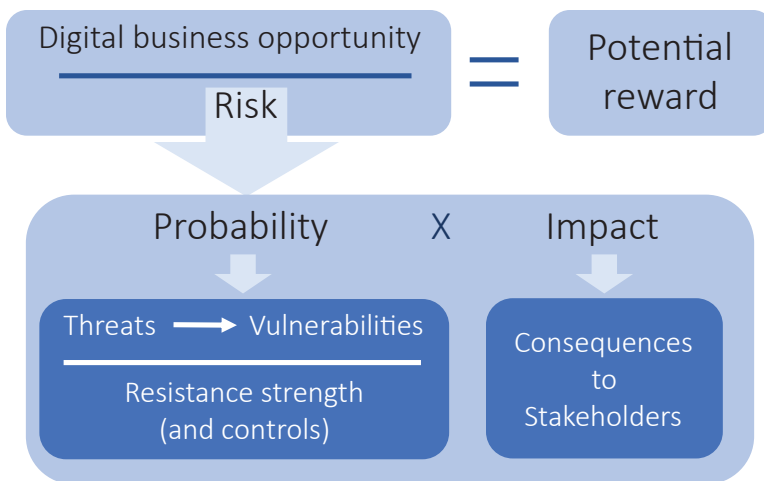 Digital business opportunity
Risk
=
Potential
reward
Probability X Impact
Threats → Vulnerabilities
Resistance strength
(and controls)
Consequences
to
Stakeholders